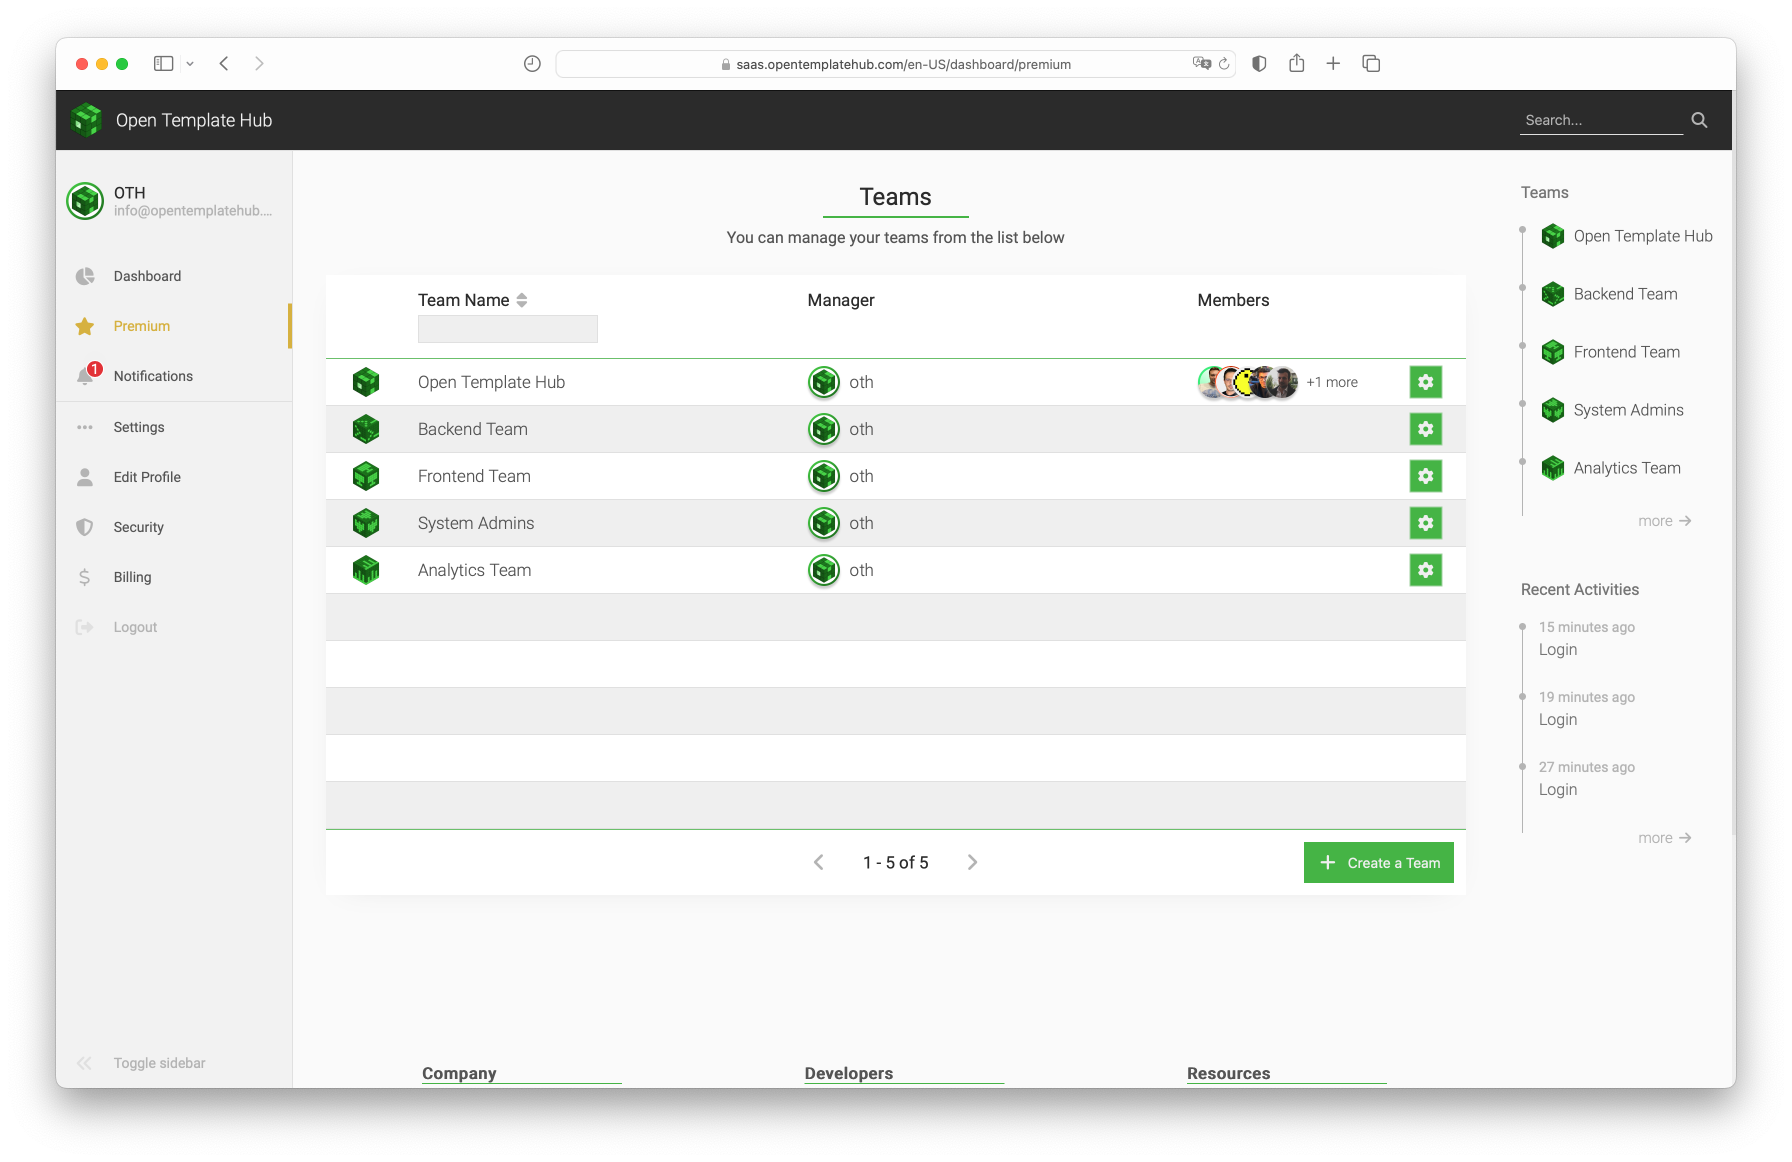 saas.opentemplatehub.com/en-US/dashboard/premium
Open Template Hub
Search...
OTH
info@opentemplatehub....
Dashboard
Premium
1
Notifications
Settings
Edit Profile
Security
Billing
Logout
Toggle sidebar
Teams
You can manage your teams from the list below
Team Name Manager Members
Open Template Hub oth +1 more
Backend Team oth
Frontend Team oth
System Admins oth
Analytics Team oth
1 - 5 of 5
Create a Team
Teams
Open Template Hub
Backend Team
Frontend Team
System Admins
Analytics Team
more
Recent Activities
15 minutes ago
Login
19 minutes ago
Login
27 minutes ago
Login
more
Company Developers Resources